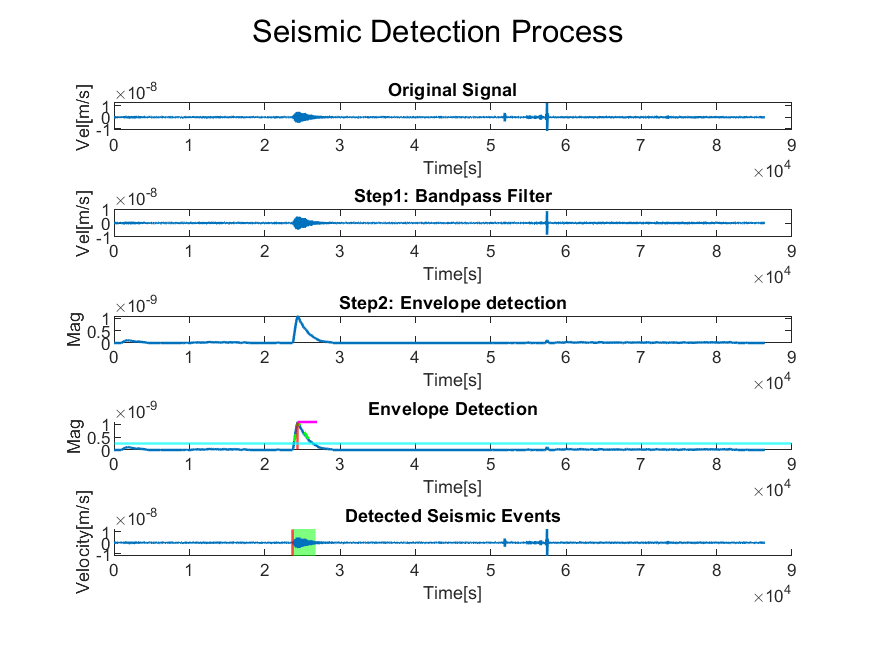 Seismic Detection Process
Original Signal
×10^-8
Vel[m/s]
1
0
-1
0 1 2 3 4 5 6 7 8 9
Time[s]
×10^4
Step1: Bandpass Filter
×10^-8
Vel[m/s]
1
0
-1
0 1 2 3 4 5 6 7 8 9
Time[s]
×10^4
Step2: Envelope detection
×10^-9
Mag
1
0.5
0
0 1 2 3 4 5 6 7 8 9
Time[s]
×10^4
Envelope Detection
×10^-9
Mag
1
0.5
0
0 1 2 3 4 5 6 7 8 9
Time[s]
×10^4
Detected Seismic Events
×10^-8
Velocity[m/s]
1
0
-1
0 1 2 3 4 5 6 7 8 9
Time[s]
×10^4